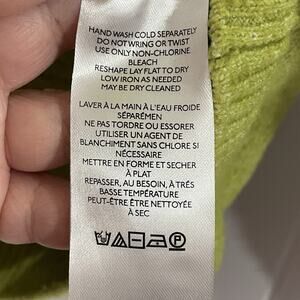 HAND WASH COLD SEPARATELY
DO NOT WRING OR TWIST
USE ONLY NON-CHLORINE
BLEACH
RESHAPE LAY FLAT TO DRY
LOW IRON AS NEEDED
MAY BE DRY CLEANED
LAVER À LA MAIN À L'EAU FROIDE
SÉPARÉMEN
NE PAS TORDRE OU ESSORER
UTILISER UN AGENT DE
BLANCHIMENT SANS CHLORE SI
NÉCESSAIRE
METTRE EN FORME ET SECHER
À PLAT
REPASSER, AU BESOIN, À TRÈS
BASSE TEMPÉRATURE
PEUT-ÊTRE ÊTRE NETTOYÉE
À SEC